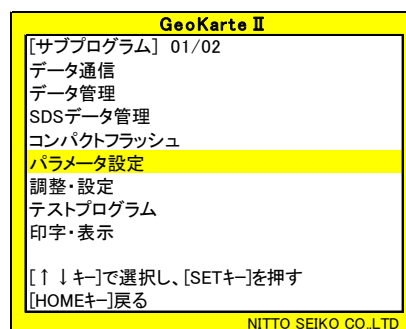 GeoKarte Ⅱ
[サブプログラム] 01/02
データ通信
データ管理
SDSデータ管理
コンパクトフラッシュ
パラメータ設定
調整・設定
テストプログラム
印字・表示
[↑↓キー]で選択し、[SETキー]を押す
[HOMEキー]戻る
NITTO SEIKO CO.,LTD